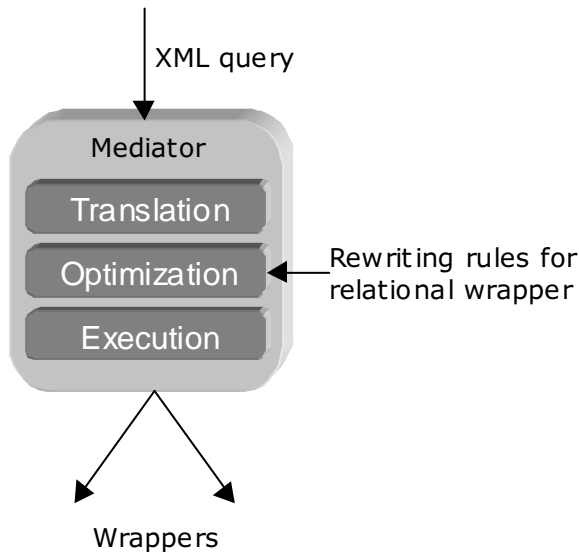 XML query
Mediator
Translation
Optimization
Rewriting rules for
relational wrapper
Execution
Wrappers